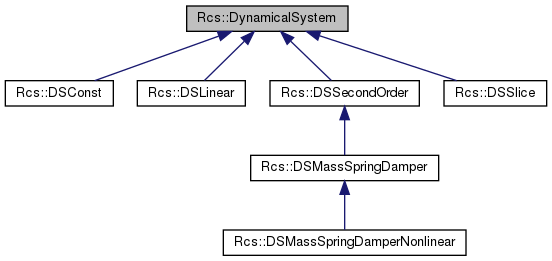 Rcs::DynamicalSystem
Rcs::DSConst
Rcs::DSLinear
Rcs::DSSecondOrder
Rcs::DSSlice
Rcs::DSMassSpringDamper
Rcs::DSMassSpringDamperNonlinear